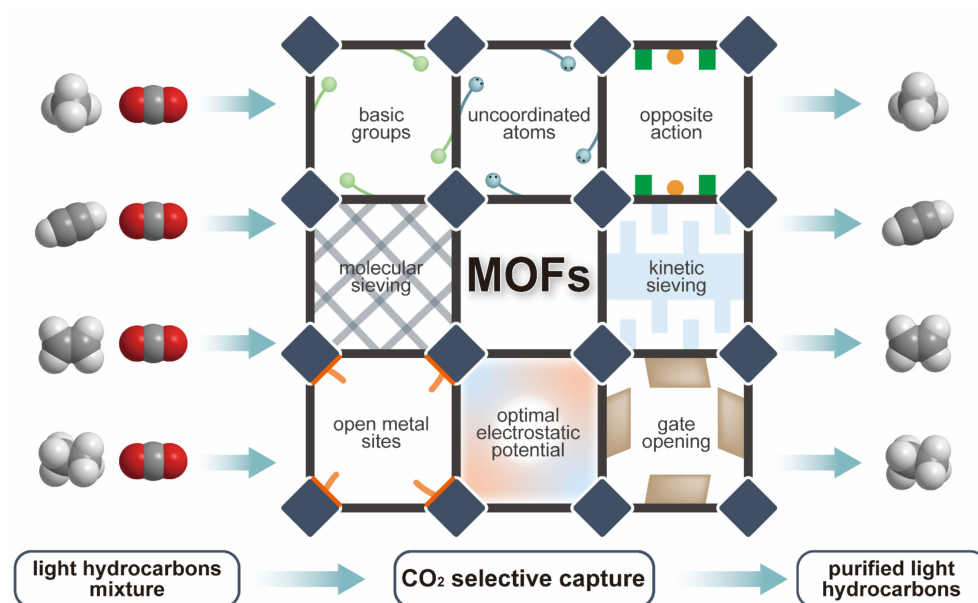 basic
groups
uncoordinated
atoms
opposite
action
molecular
sieving
MOFs
kinetic
sieving
open metal
sites
optimal
electrostatic
potential
gate
opening
light hydrocarbons
mixture
CO₂ selective capture
purified light
hydrocarbons